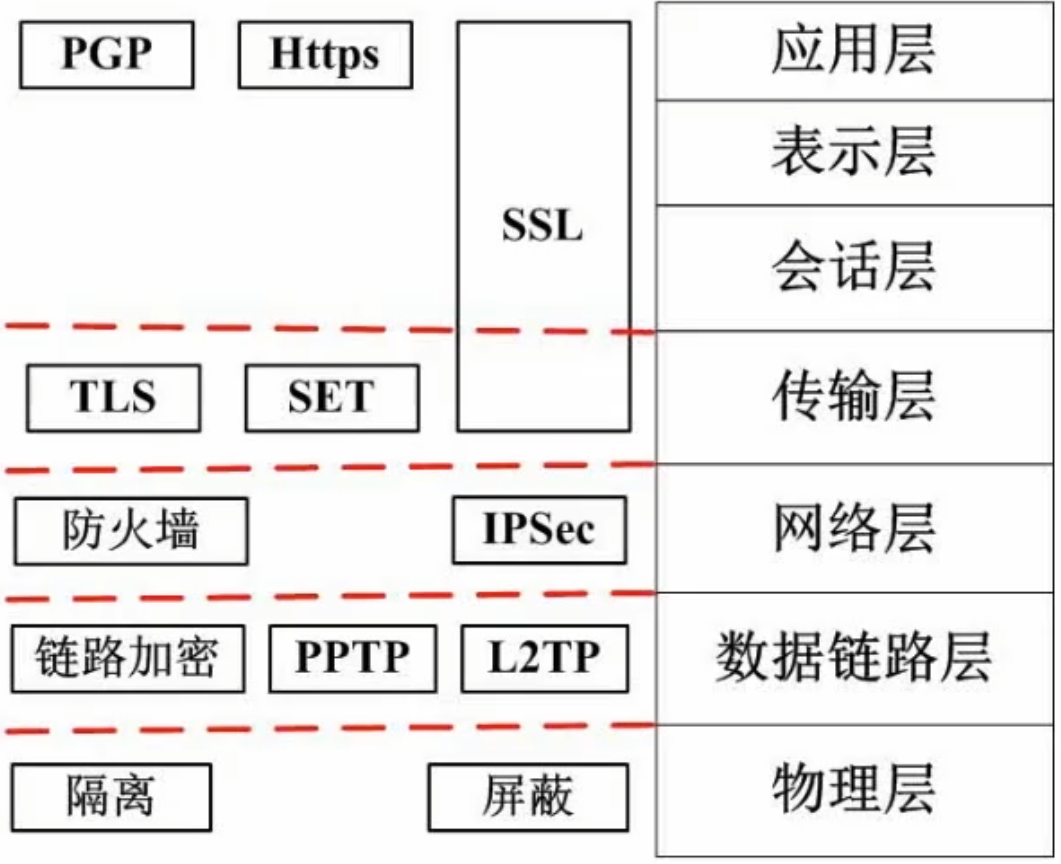 PGP
Https
应用层
表示层
SSL
会话层
TLS
SET
传输层
防火墙
IPSec
网络层
链路加密
PPTP
L2TP
数据链路层
隔离
屏蔽
物理层